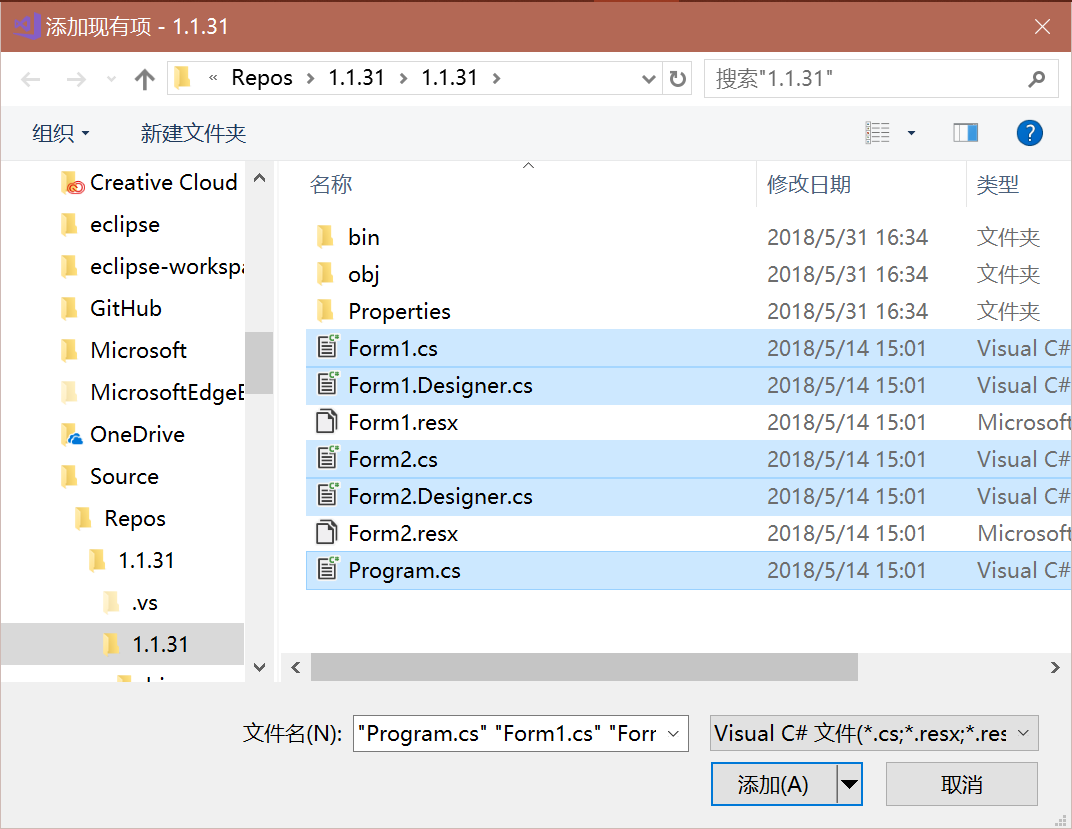 添加现有项 - 1.1.31
« Repos > 1.1.31 > 1.1.31 >
搜索"1.1.31"
组织
新建文件夹
Creative Cloud
eclipse
eclipse-workspa
GitHub
Microsoft
MicrosoftEdgeE
OneDrive
Source
Repos
1.1.31
.vs
1.1.31
名称 修改日期 类型
bin 2018/5/31 16:34 文件夹
obj 2018/5/31 16:34 文件夹
Properties 2018/5/31 16:34 文件夹
Form1.cs 2018/5/14 15:01 Visual C#
Form1.Designer.cs 2018/5/14 15:01 Visual C#
Form1.resx 2018/5/14 15:01 Microsoft
Form2.cs 2018/5/14 15:01 Visual C#
Form2.Designer.cs 2018/5/14 15:01 Visual C#
Form2.resx 2018/5/14 15:01 Microsoft
Program.cs 2018/5/14 15:01 Visual C#
文件名(N): "Program.cs" "Form1.cs" "Forr
Visual C# 文件(*.cs;*.resx;*.res
添加(A)
取消